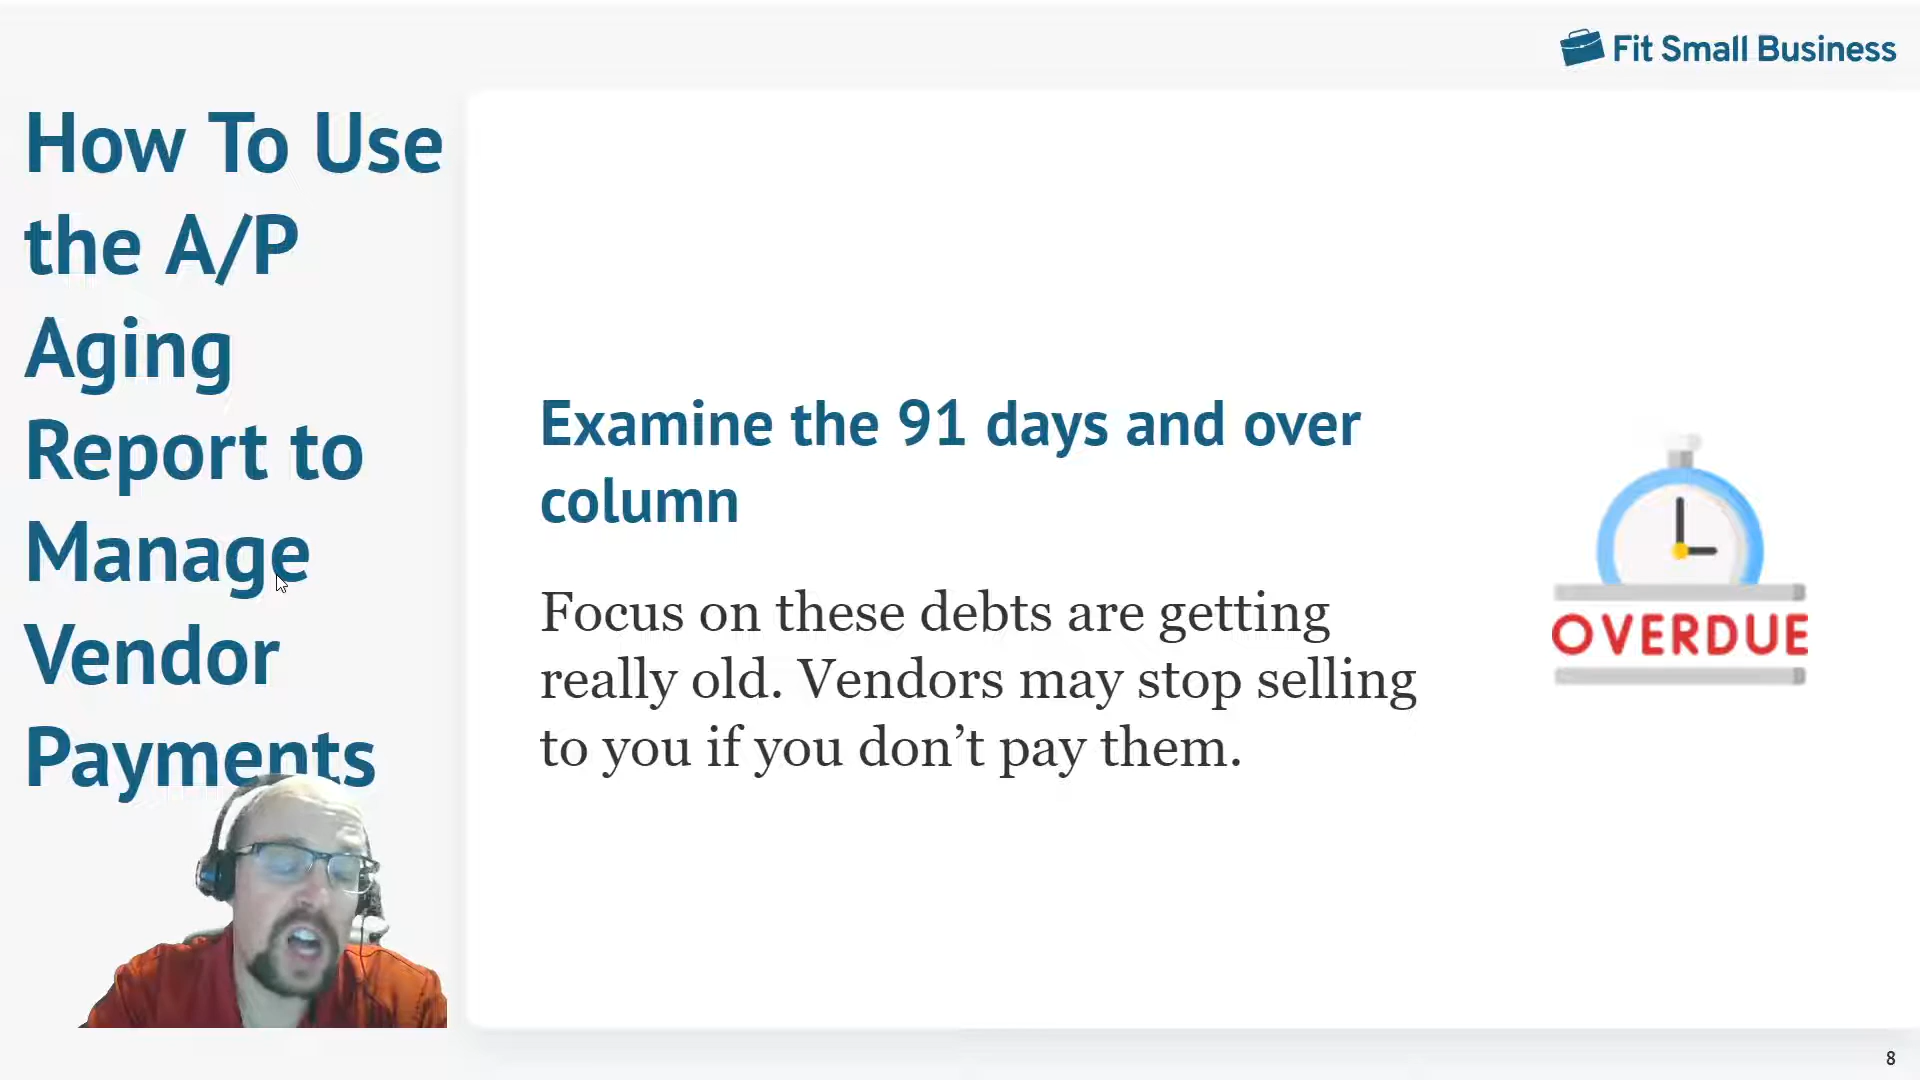 Fit Small Business
How To Use
the A/P
Aging
Report to
Manage
Vendor
Payments
Examine the 91 days and over
column
Focus on these debts are getting
really old. Vendors may stop selling
to you if you don’t pay them.
OVERDUE
8